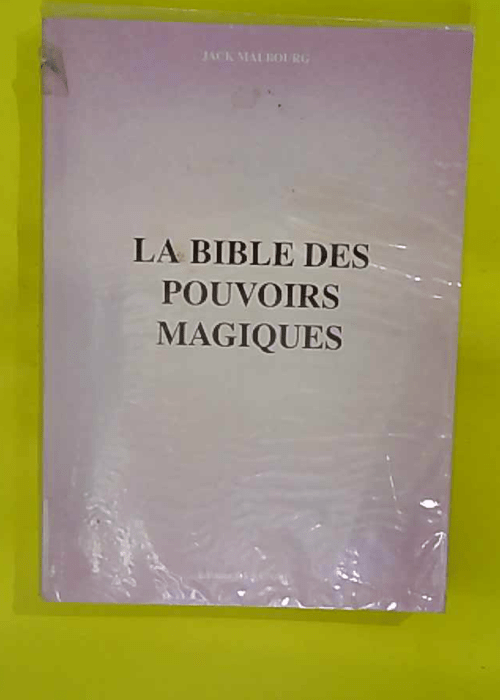 JACK MALBOURG
LA BIBLE DES
POUVOIRS
MAGIQUES